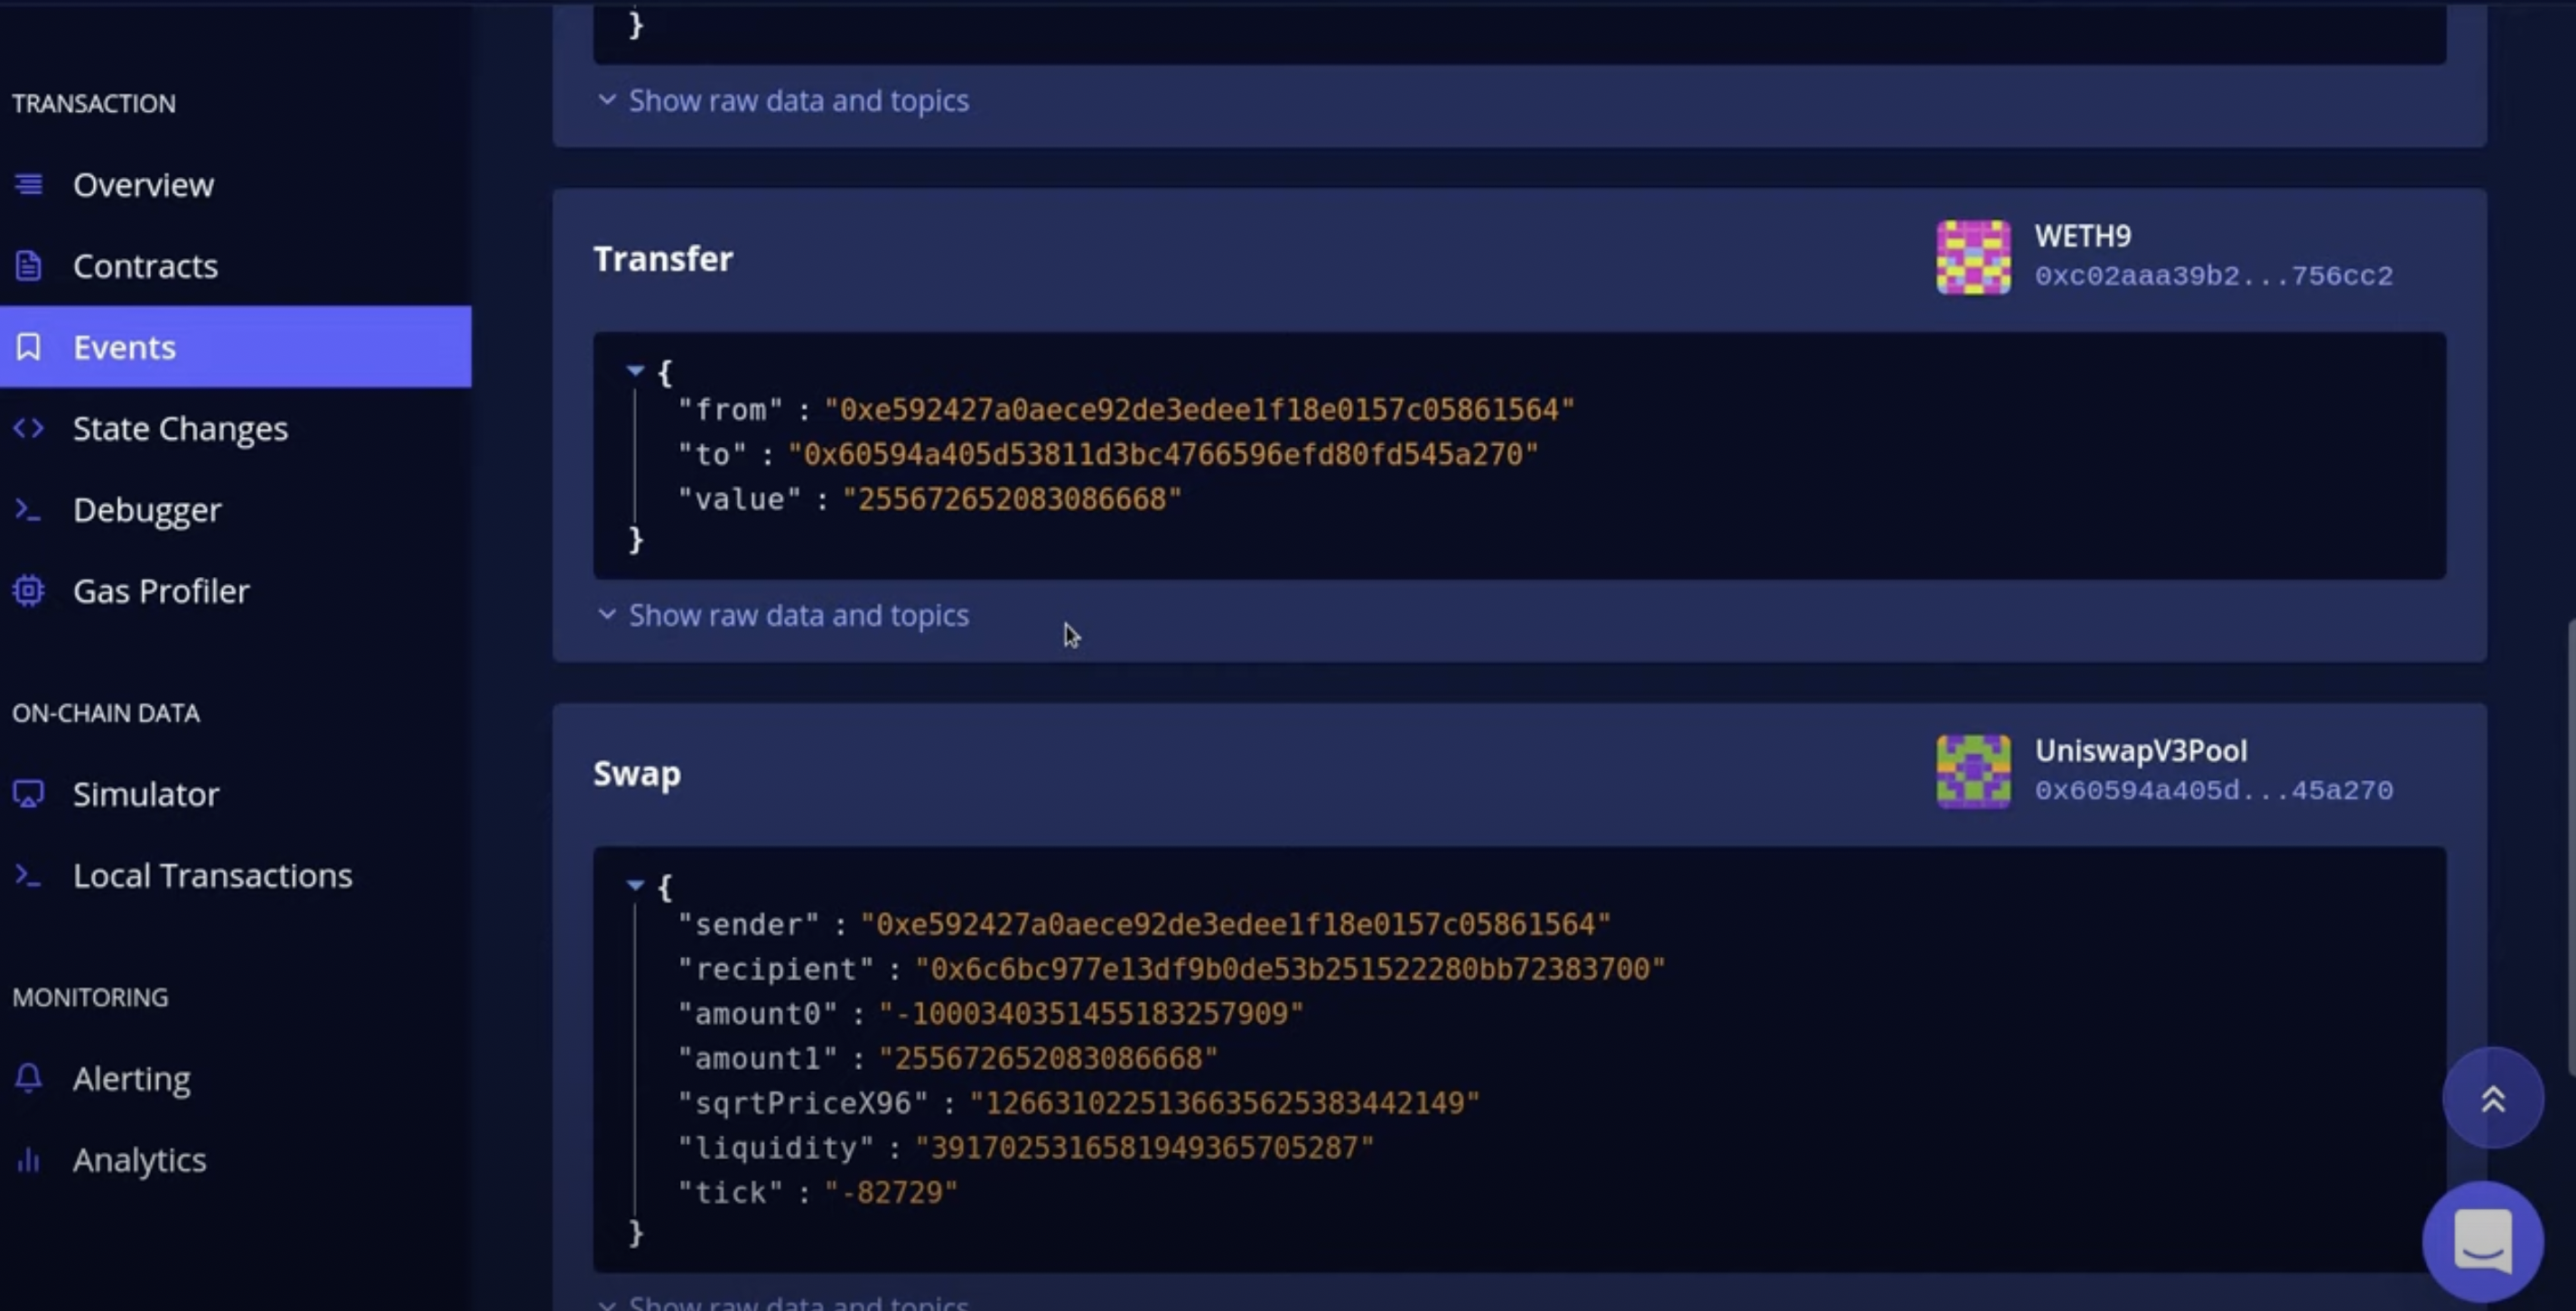 TRANSACTION
Overview
Contracts
Events
State Changes
Debugger
Gas Profiler
ON-CHAIN DATA
Simulator
Local Transactions
MONITORING
Alerting
Analytics
}
Show raw data and topics
Transfer
WETH9
0xc02aaa39b2...756cc2
{
"from" : "0xe592427a0aece92de3edee1f18e0157c05861564"
"to" : "0x60594a405d53811d3bc4766596efd80fd545a270"
"value" : "255672652083086668"
}
Show raw data and topics
Swap
UniswapV3Pool
0x60594a405d...45a270
{
"sender" : "0xe592427a0aece92de3edee1f18e0157c05861564"
"recipient" : "0x6c6bc977e13df9b0de53b251522280bb72383700"
"amount0" : "-1000340351455183257909"
"amount1" : "255672652083086668"
"sqrtPriceX96" : "1266310225136635625383442149"
"liquidity" : "3917025316581949365705287"
"tick" : "-82729"
}
Show raw data and topics